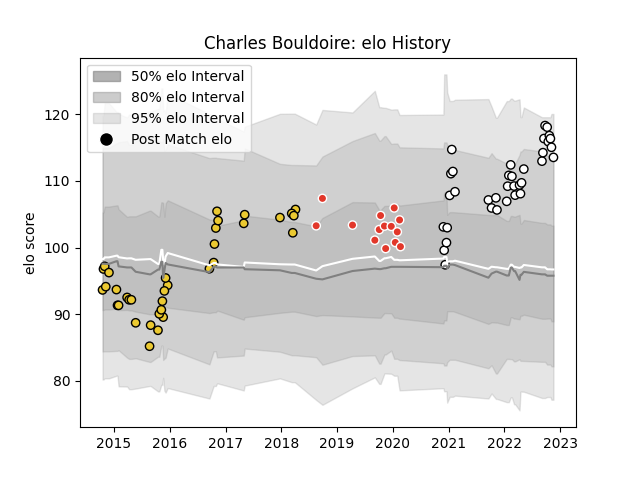 Charles Bouldoire: elo History
50% elo Interval
80% elo Interval
95% elo Interval
Post Match elo
elo score
120
110
100
90
80
2015 2016 2017 2018 2019 2020 2021 2022 2023